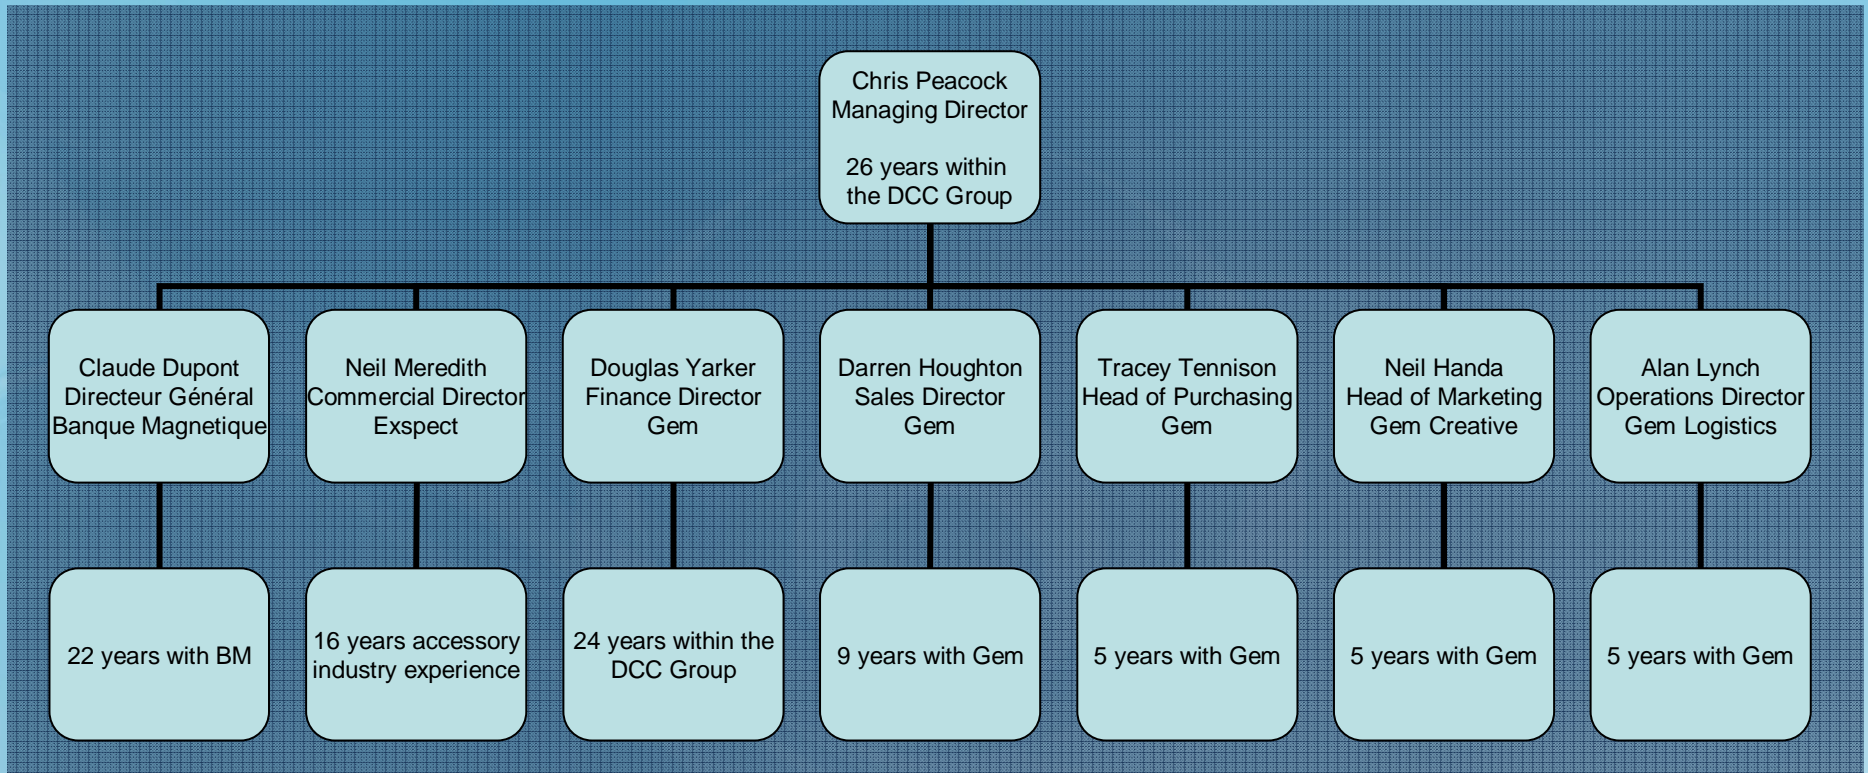 Chris Peacock
Managing Director
26 years within
the DCC Group
Claude Dupont
Directeur Général
Banque Magnetique
Neil Meredith
Commercial Director
Exspect
Douglas Yarker
Finance Director
Gem
Darren Houghton
Sales Director
Gem
Tracey Tennison
Head of Purchasing
Gem
Neil Handa
Head of Marketing
Gem Creative
Alan Lynch
Operations Director
Gem Logistics
22 years with BM
16 years accessory
industry experience
24 years within the
DCC Group
9 years with Gem
5 years with Gem
5 years with Gem
5 years with Gem